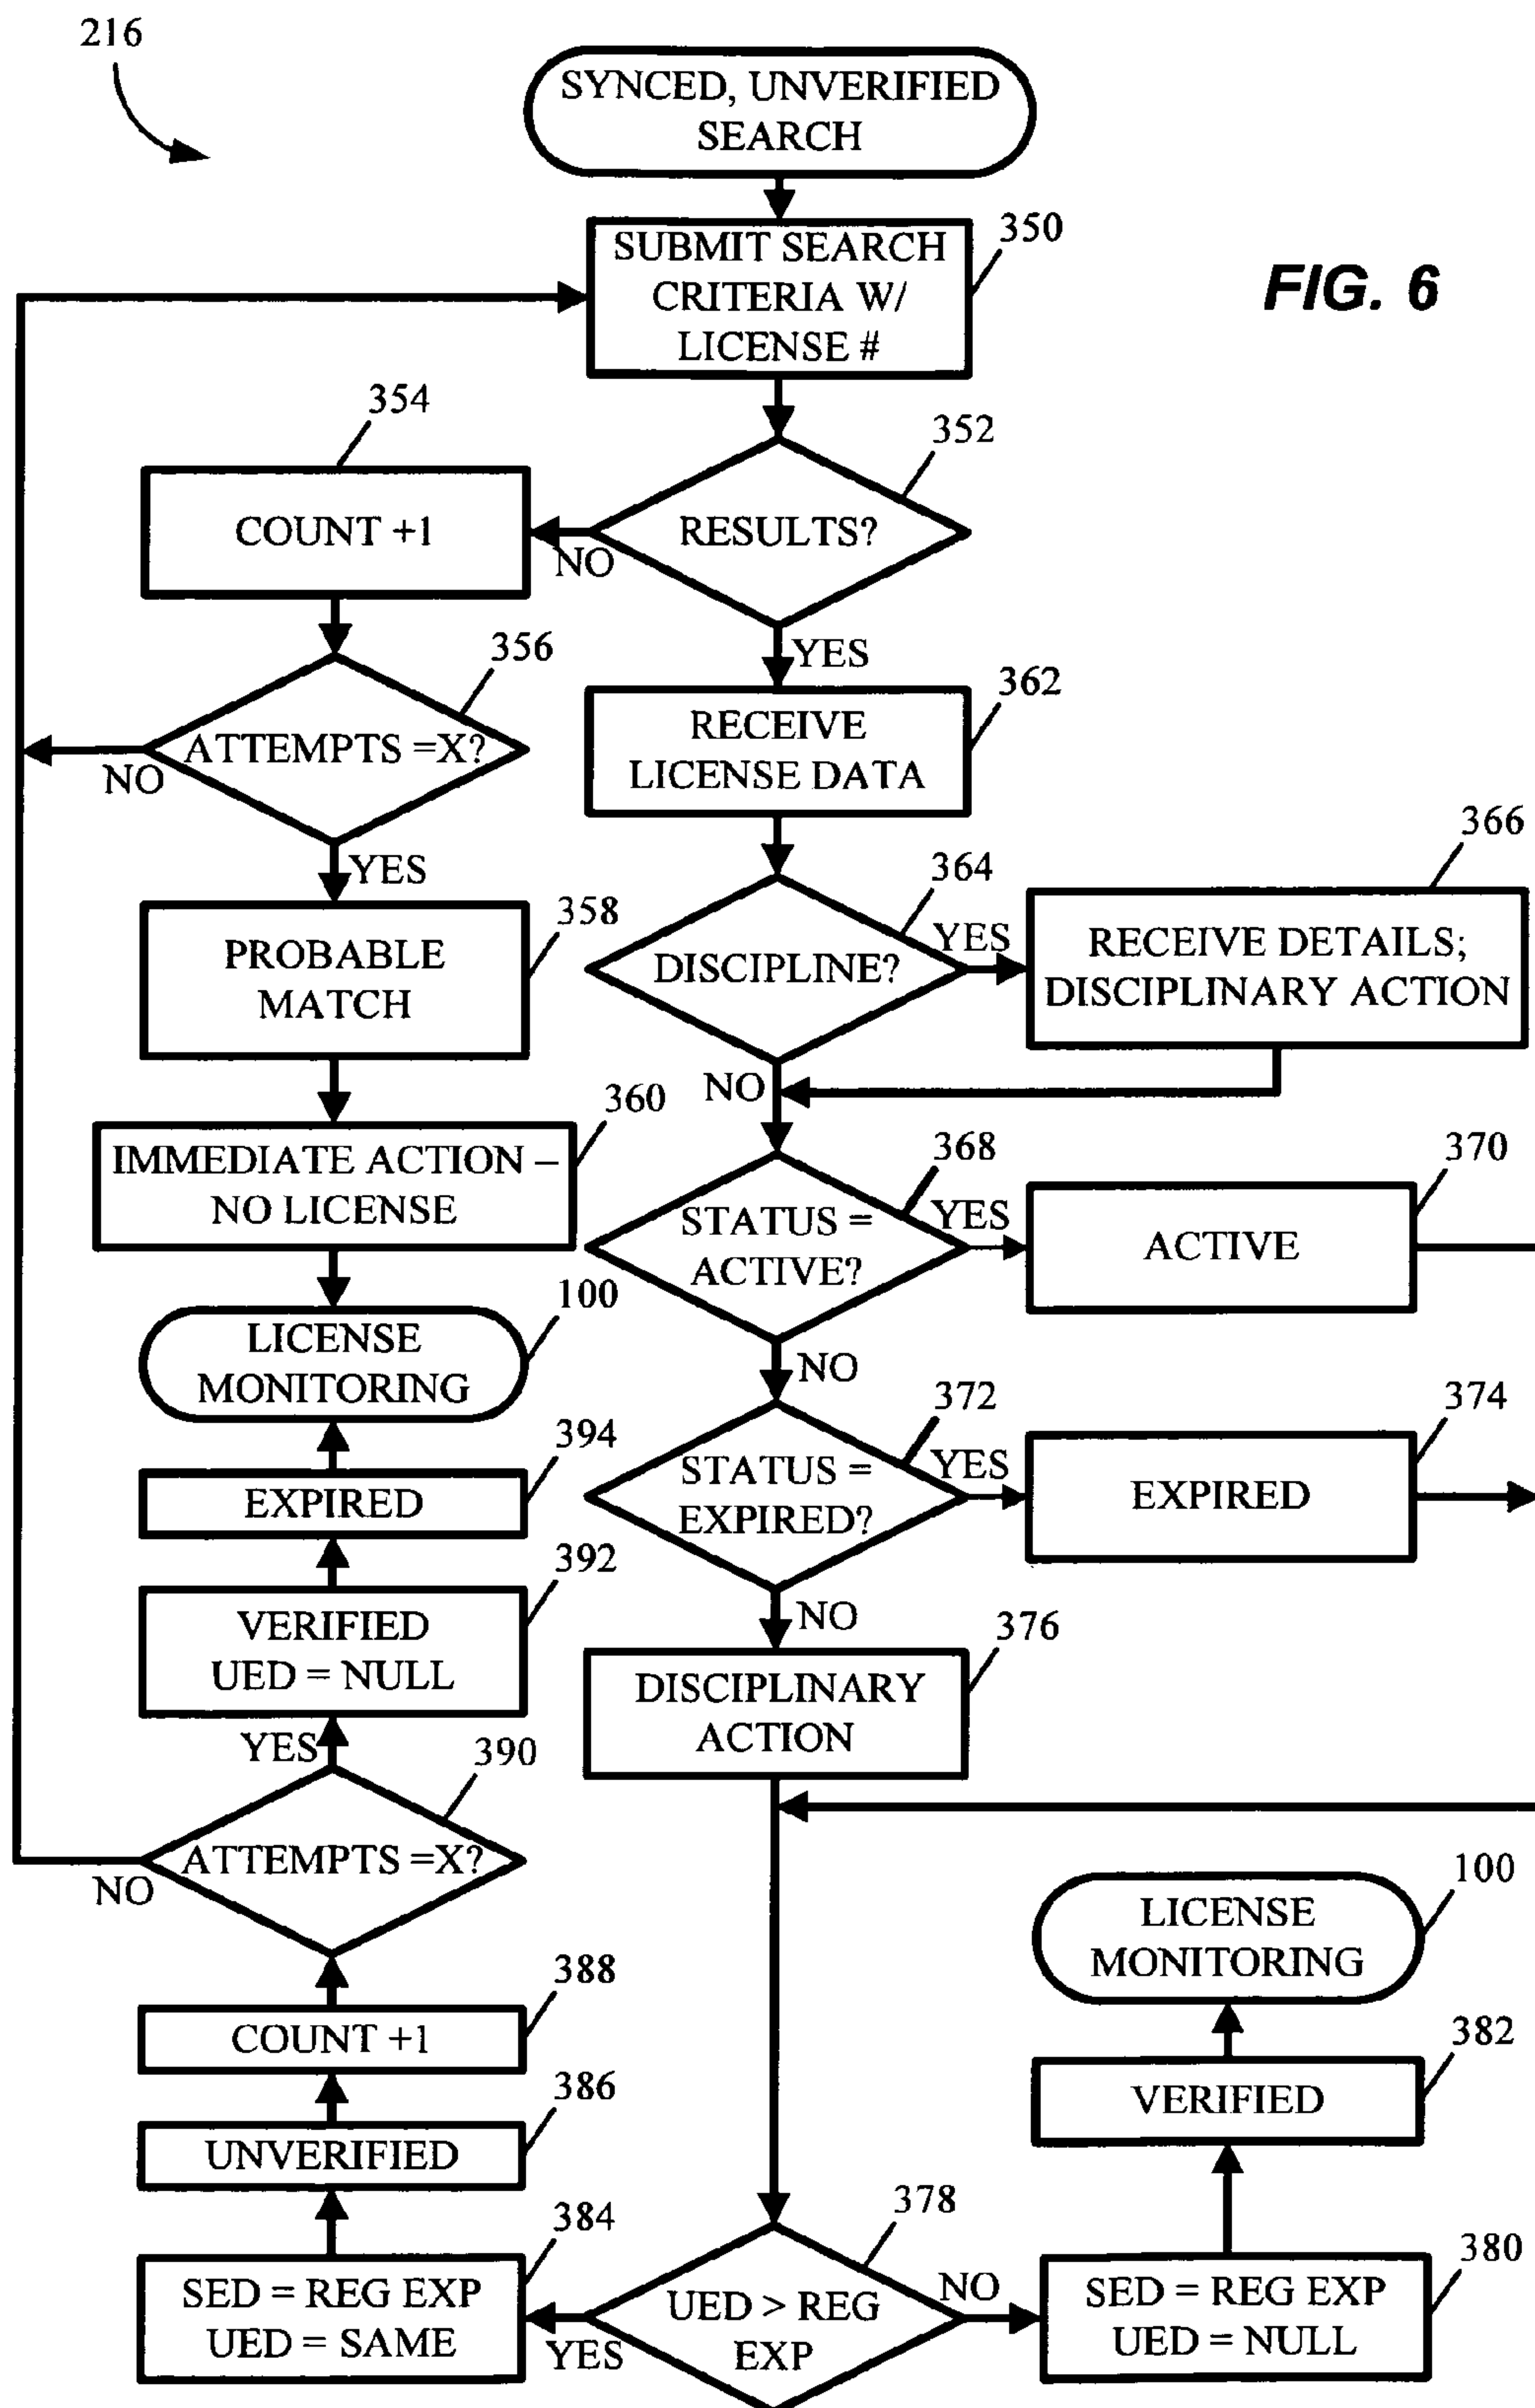 216
SYNCED, UNVERIFIED
SEARCH
SUBMIT SEARCH
CRITERIA W/
LICENSE #
350
FIG. 6
354
COUNT +1
352
RESULTS?
NO
YES
356
ATTEMPTS =X?
NO
YES
362
RECEIVE
LICENSE DATA
358
PROBABLE
MATCH
364
DISCIPLINE?
YES
NO
366
RECEIVE DETAILS;
DISCIPLINARY ACTION
360
IMMEDIATE ACTION –
NO LICENSE
368
STATUS =
ACTIVE?
YES
NO
370
ACTIVE
100
LICENSE
MONITORING
394
EXPIRED
372
STATUS =
EXPIRED?
YES
NO
374
EXPIRED
392
VERIFIED
UED = NULL
YES
376
DISCIPLINARY
ACTION
390
ATTEMPTS =X?
NO
100
LICENSE
MONITORING
388
COUNT +1
382
VERIFIED
386
UNVERIFIED
384
SED = REG EXP
UED = SAME
378
UED > REG
EXP
YES
NO
380
SED = REG EXP
UED = NULL